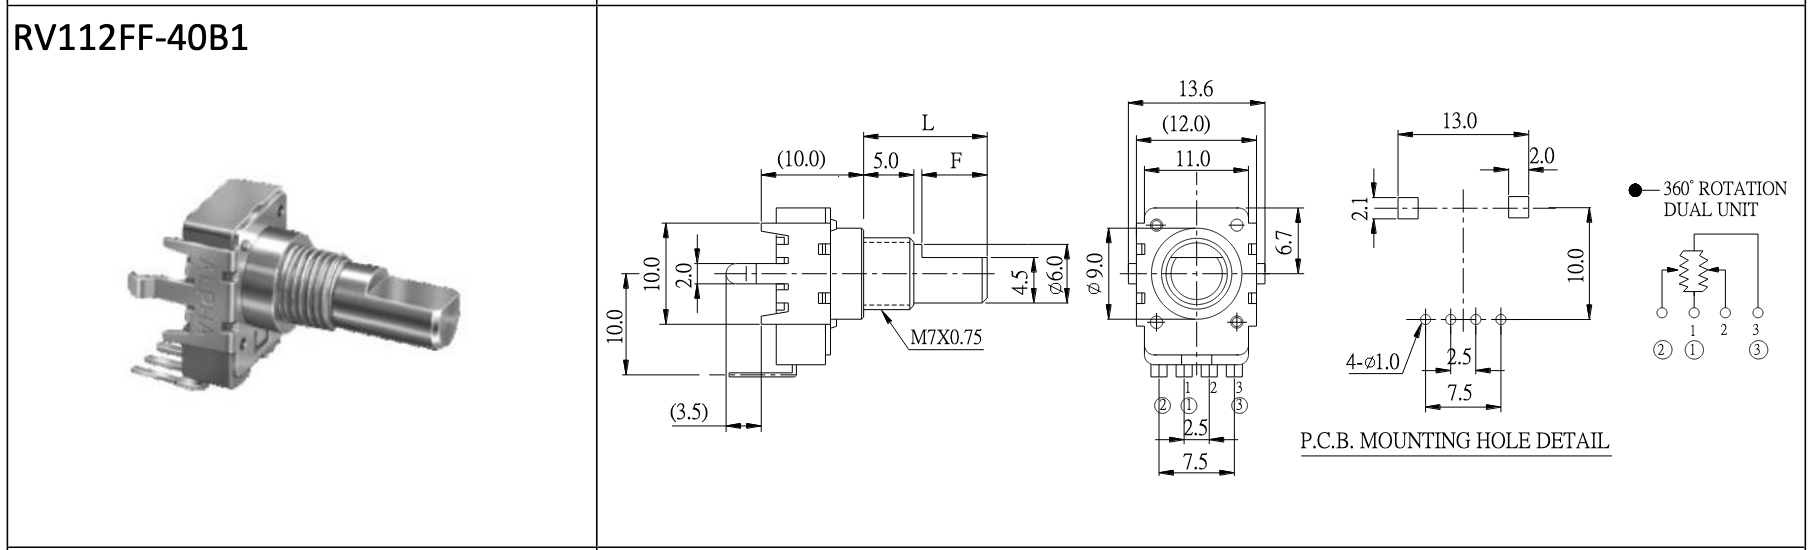 RV112FF-40B1
ALPHA
L
(10.0)
5.0
F
10.0
2.0
10.0
4.5
ø6.0
M7X0.75
(3.5)
13.6
(12.0)
11.0
ø9.0
6.7
1 2 3
② ① ③
2.5
7.5
13.0
2.0
2.1
10.0
4-ø1.0
2.5
7.5
P.C.B. MOUNTING HOLE DETAIL
360° ROTATION
DUAL UNIT
1 2 3
② ① ③